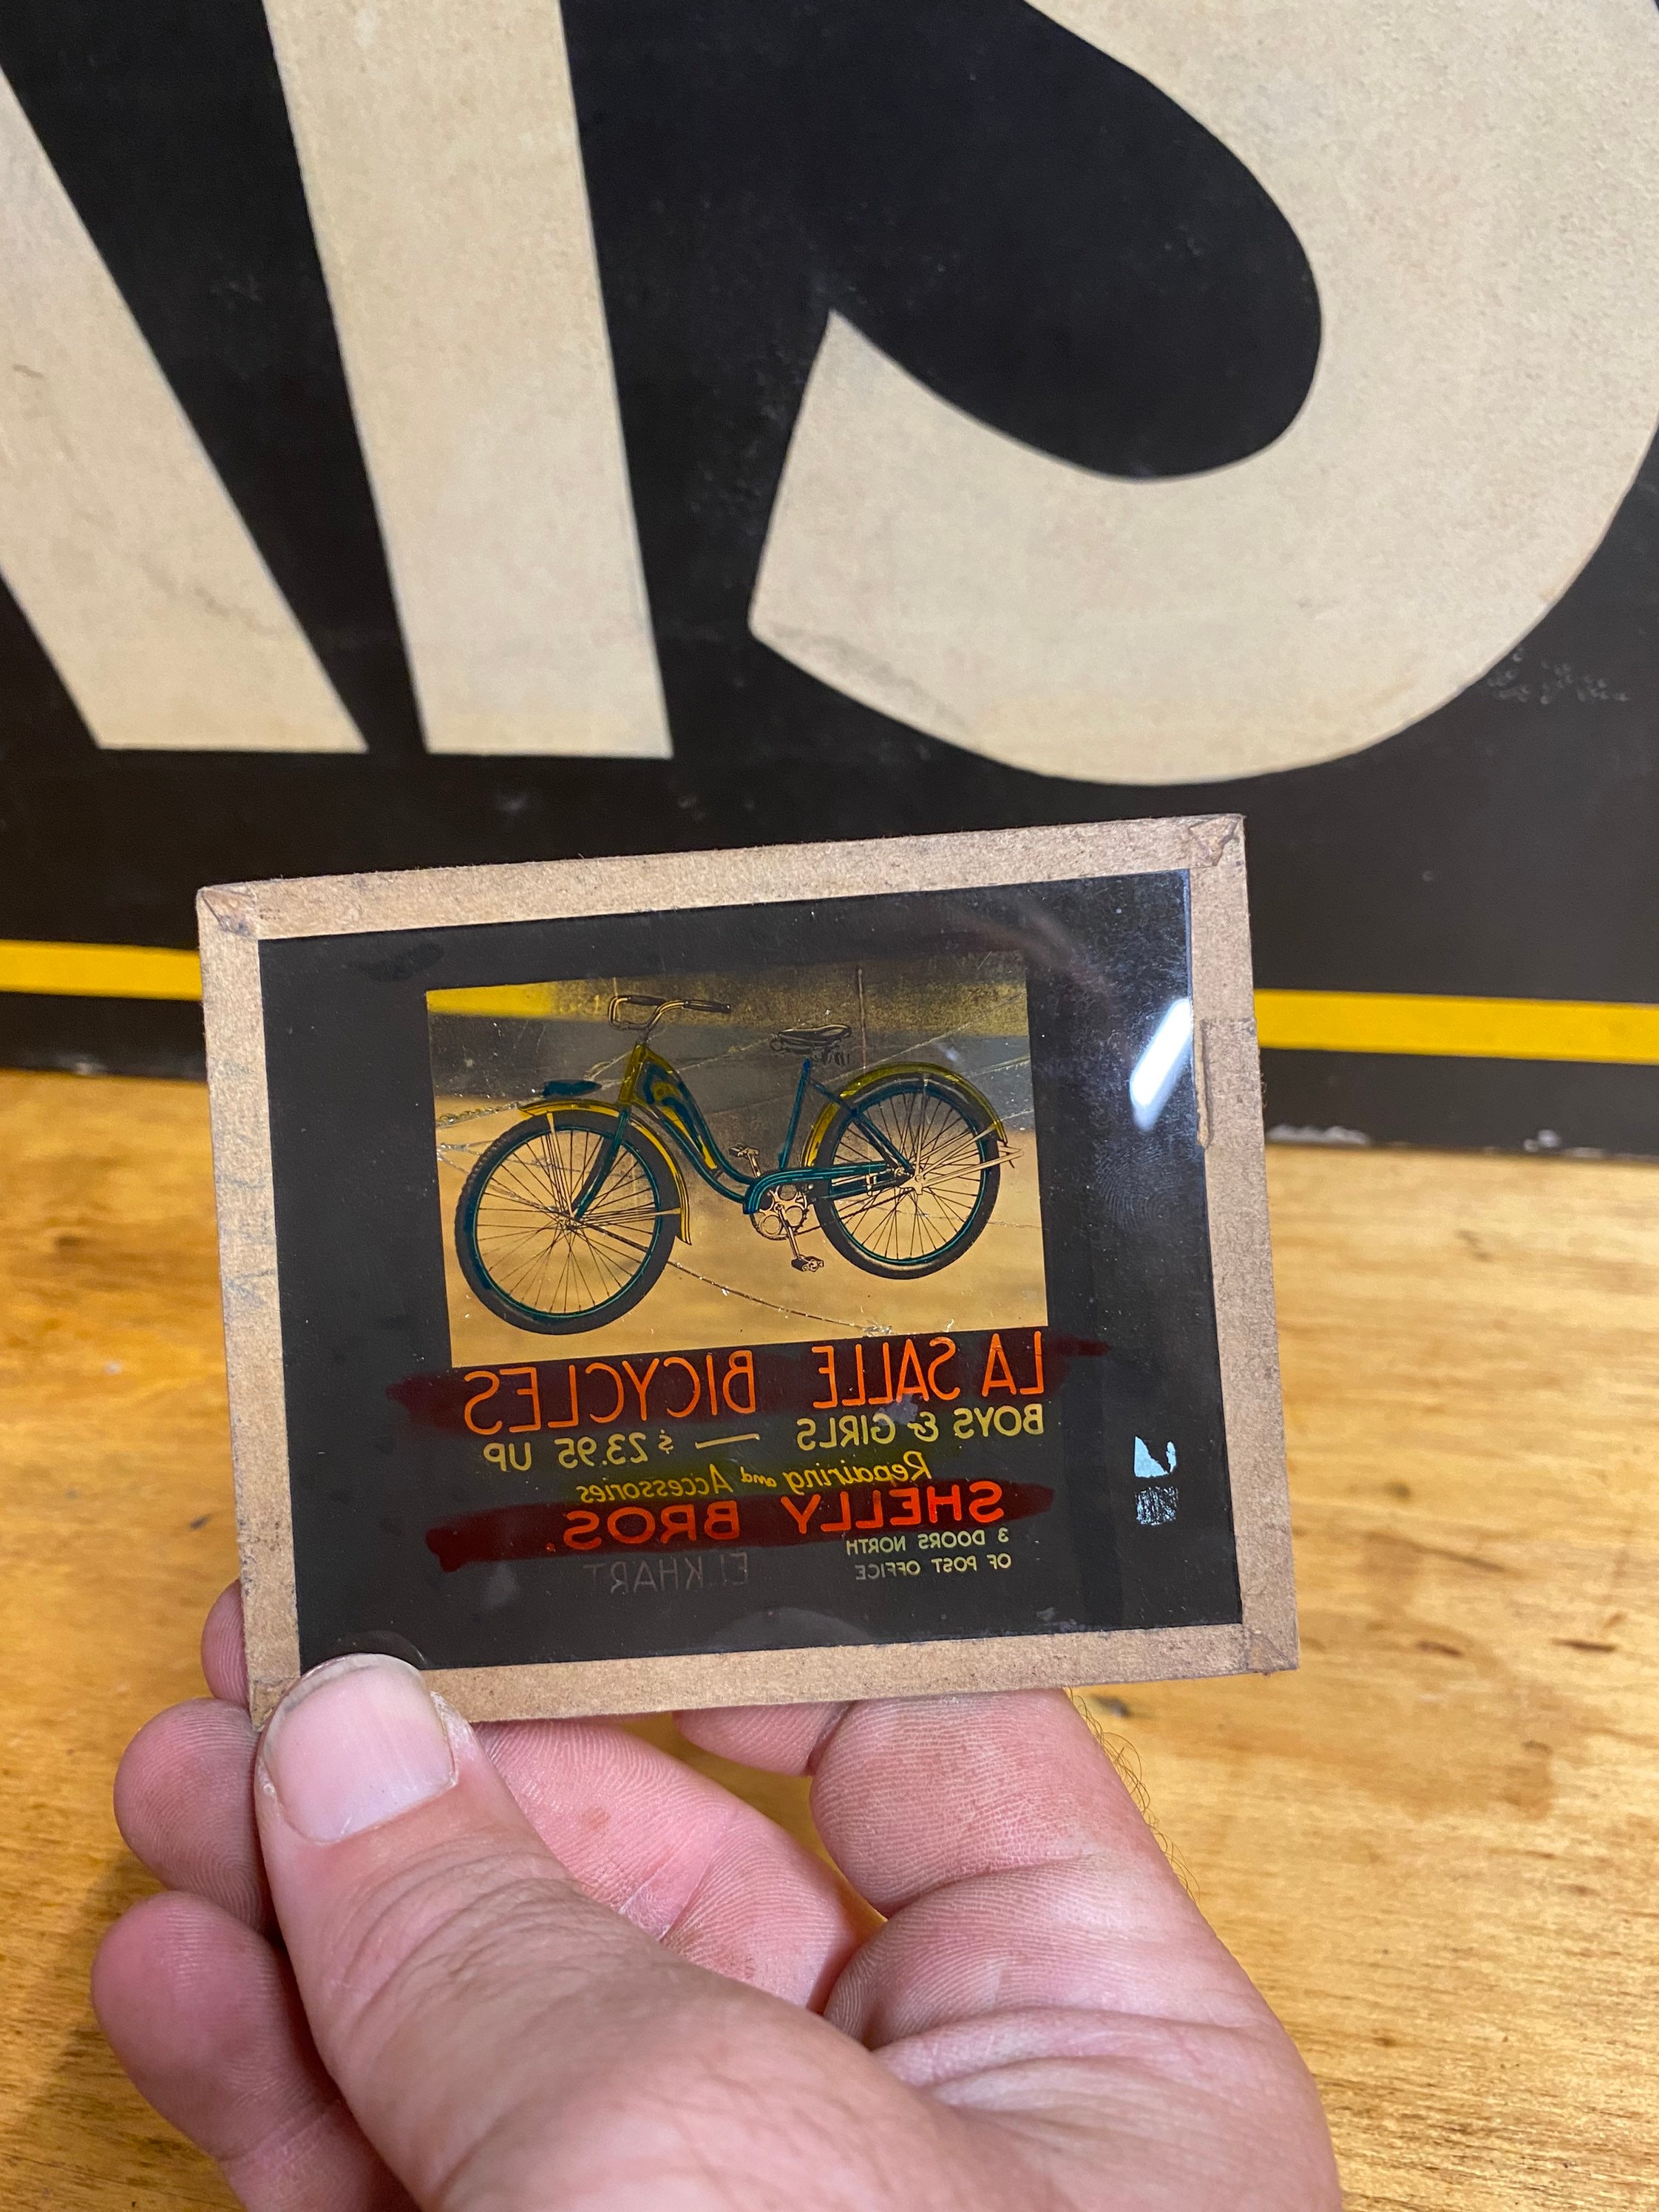 IS
LA SALLE BICYCLES
BOYS & GIRLS — $23.95 UP
Repairing and Accessories
SHELLY BROS.
3 DOORS NORTH
OF POST OFFICE
ELKHART